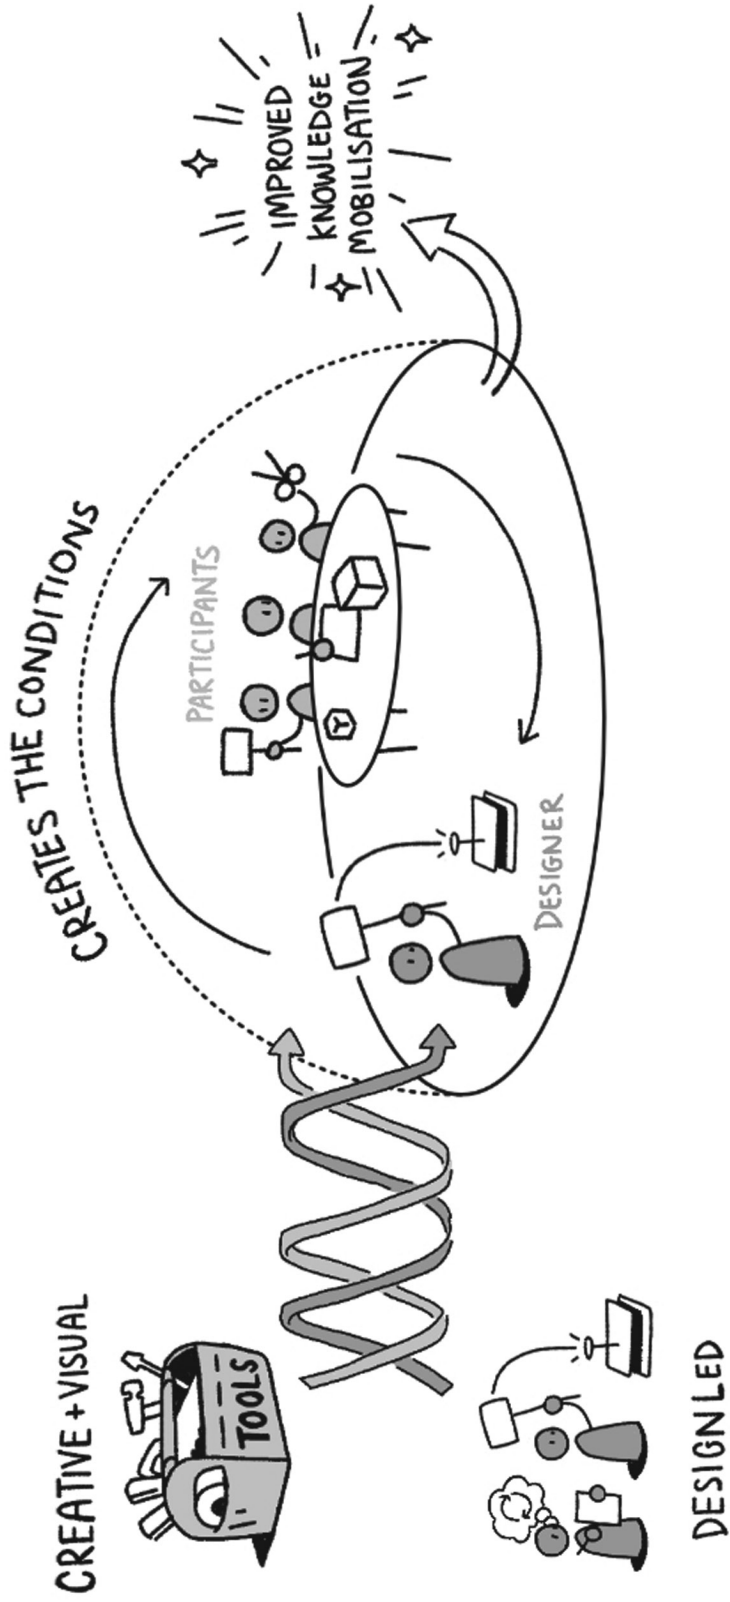 CREATIVE + VISUAL
TOOLS
DESIGN LED
CREATES THE CONDITIONS
PARTICIPANTS
DESIGNER
IMPROVED
KNOWLEDGE
MOBILISATION